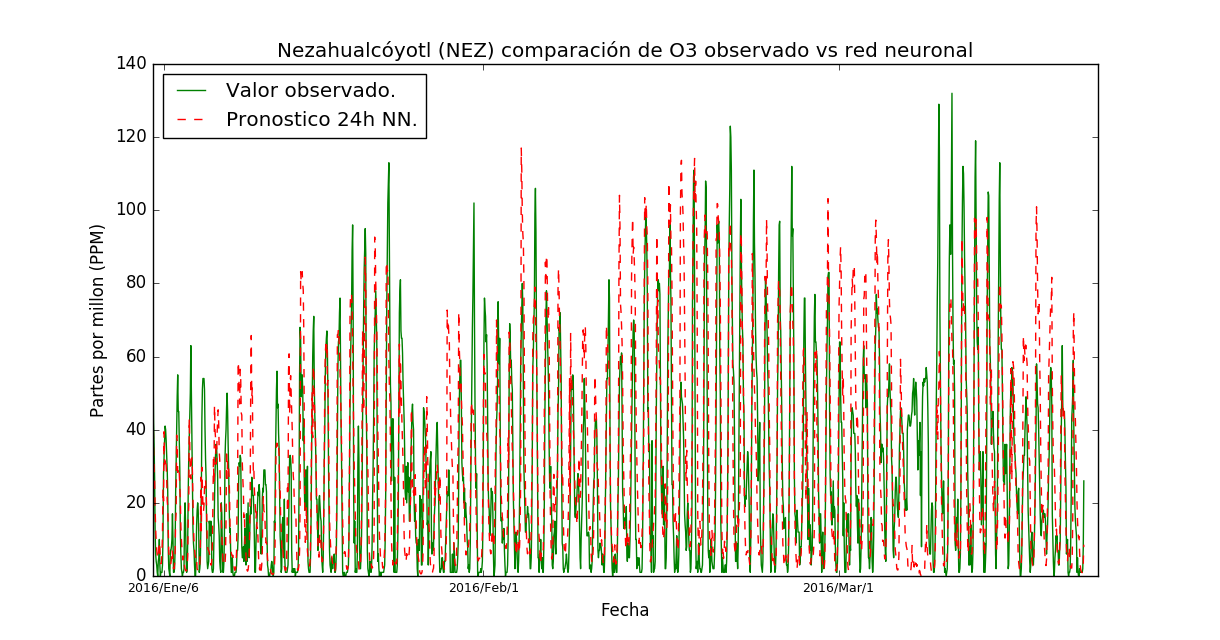 Nezahualcóyotl (NEZ) comparación de O3 observado vs red neuronal
Valor observado.
Pronostico 24h NN.
140
120
100
80
60
40
20
0
Partes por millon (PPM)
2016/Ene/6 2016/Feb/1 2016/Mar/1
Fecha